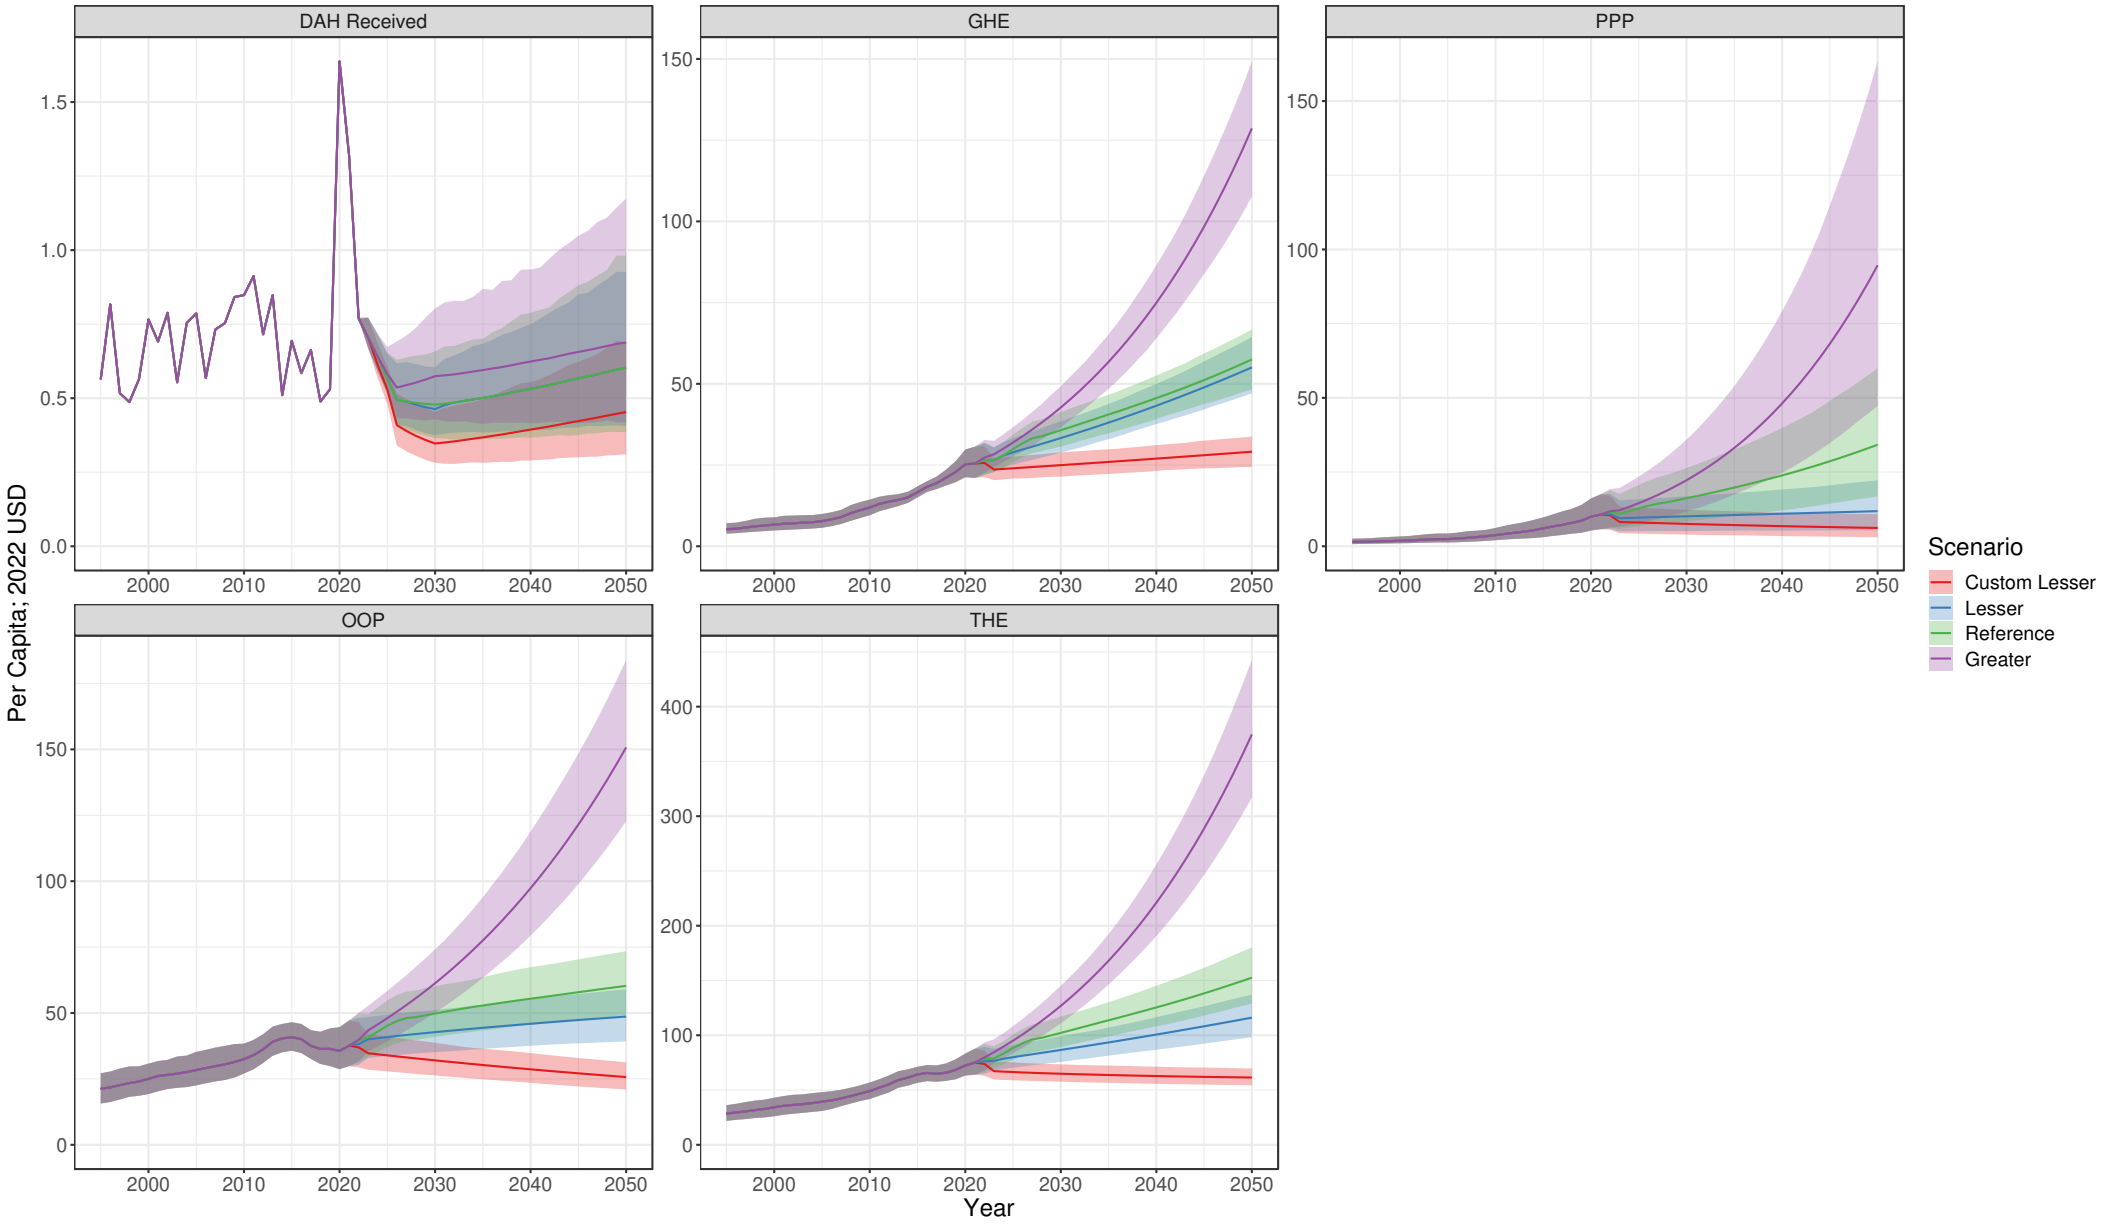 DAH Received
GHE
PPP
1.5
1.0
0.5
0.0
150
100
50
0
150
100
50
0
2000 2010 2020 2030 2040 2050
2000 2010 2020 2030 2040 2050
2000 2010 2020 2030 2040 2050
OOP
THE
150
100
50
0
400
300
200
100
0
2000 2010 2020 2030 2040 2050
2000 2010 2020 2030 2040 2050
Per Capita; 2022 USD
Year
Scenario
Custom Lesser
Lesser
Reference
Greater